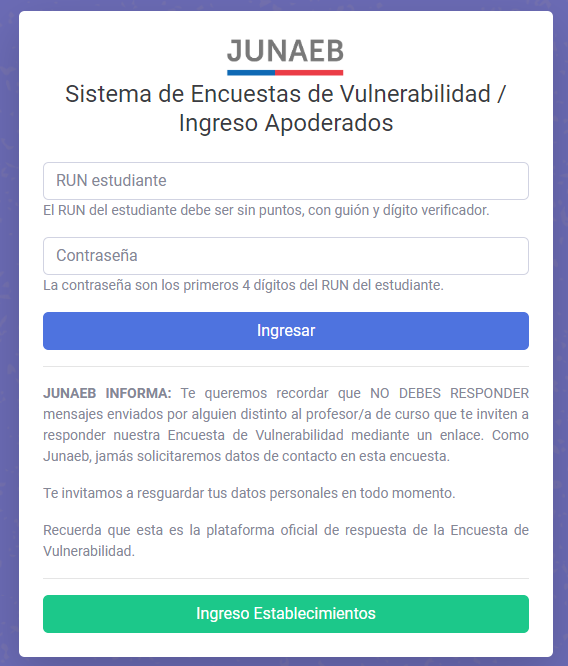 JUNAEB
Sistema de Encuestas de Vulnerabilidad /
Ingreso Apoderados
RUN estudiante
El RUN del estudiante debe ser sin puntos, con guión y dígito verificador.
Contraseña
La contraseña son los primeros 4 dígitos del RUN del estudiante.
Ingresar
JUNAEB INFORMA: Te queremos recordar que NO DEBES RESPONDER
mensajes enviados por alguien distinto al profesor/a de curso que te inviten a
responder nuestra Encuesta de Vulnerabilidad mediante un enlace. Como
Junaeb, jamás solicitaremos datos de contacto en esta encuesta.
Te invitamos a resguardar tus datos personales en todo momento.
Recuerda que esta es la plataforma oficial de respuesta de la Encuesta de
Vulnerabilidad.
Ingreso Establecimientos